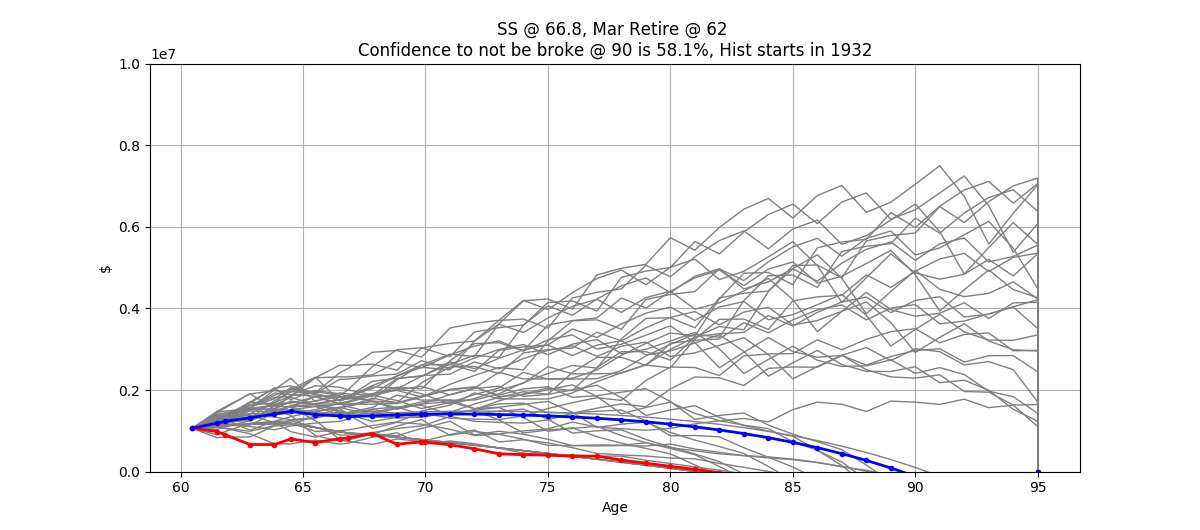 SS @ 66.8, Mar Retire @ 62
Confidence to not be broke @ 90 is 58.1%, Hist starts in 1932
1e7
1.0
0.8
0.6
0.4
0.2
0.0
$
60 65 70 75 80 85 90 95
Age